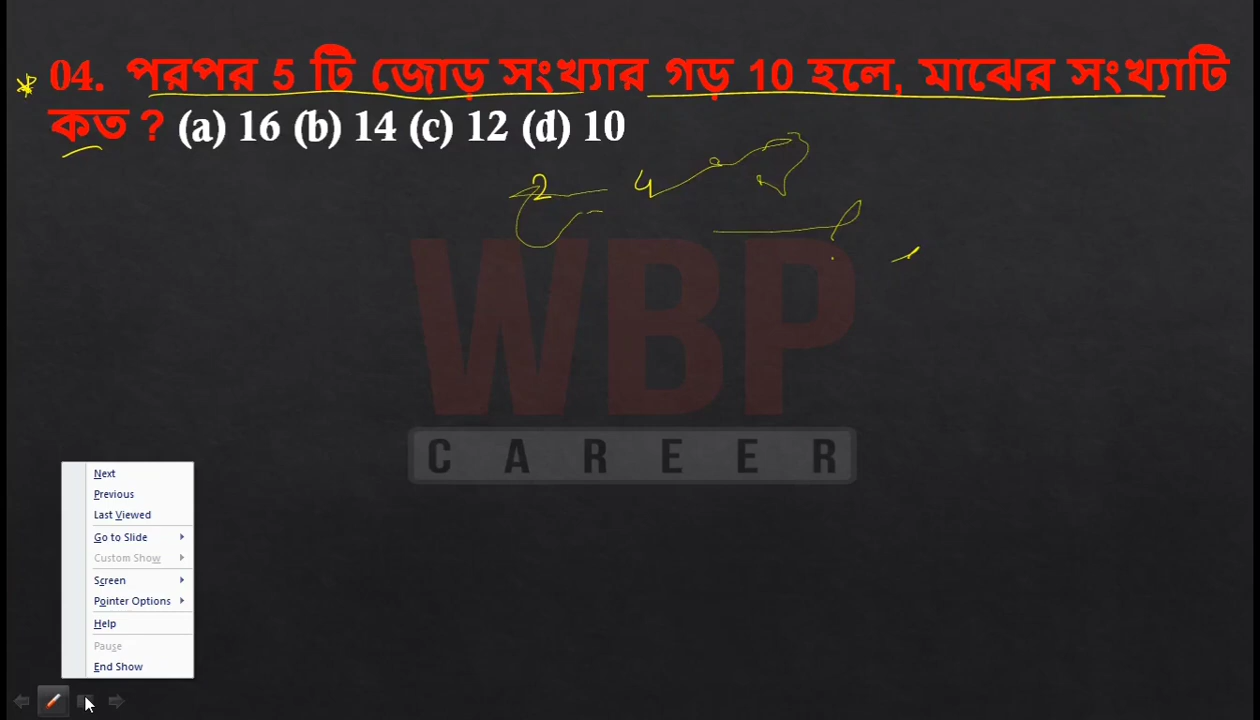 04. পরপর 5 টি জোড় সংখ্যার গড় 10 হলে, মাঝের সংখ্যাটি
কত ? (a) 16 (b) 14 (c) 12 (d) 10
2 4
WBP
CAREER
Next
Previous
Last Viewed
Go to Slide
Custom Show
Screen
Pointer Options
Help
Pause
End Show